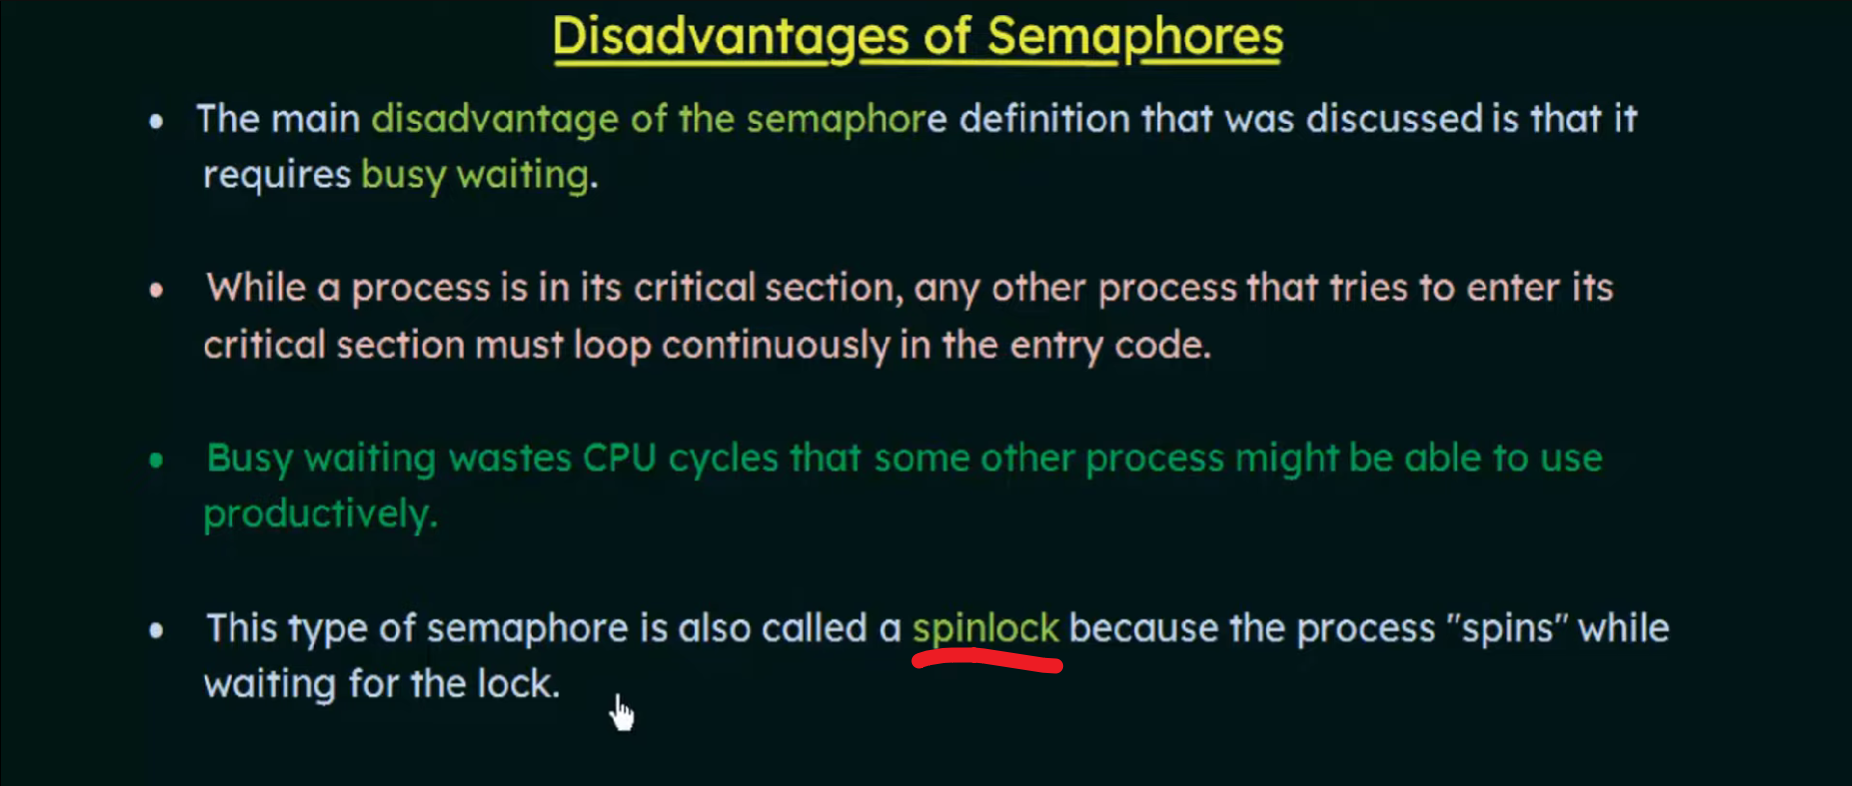 Disadvantages of Semaphores
• The main disadvantage of the semaphore definition that was discussed is that it
requires busy waiting.
• While a process is in its critical section, any other process that tries to enter its
critical section must loop continuously in the entry code.
• Busy waiting wastes CPU cycles that some other process might be able to use
productively.
• This type of semaphore is also called a spinlock because the process "spins" while
waiting for the lock.